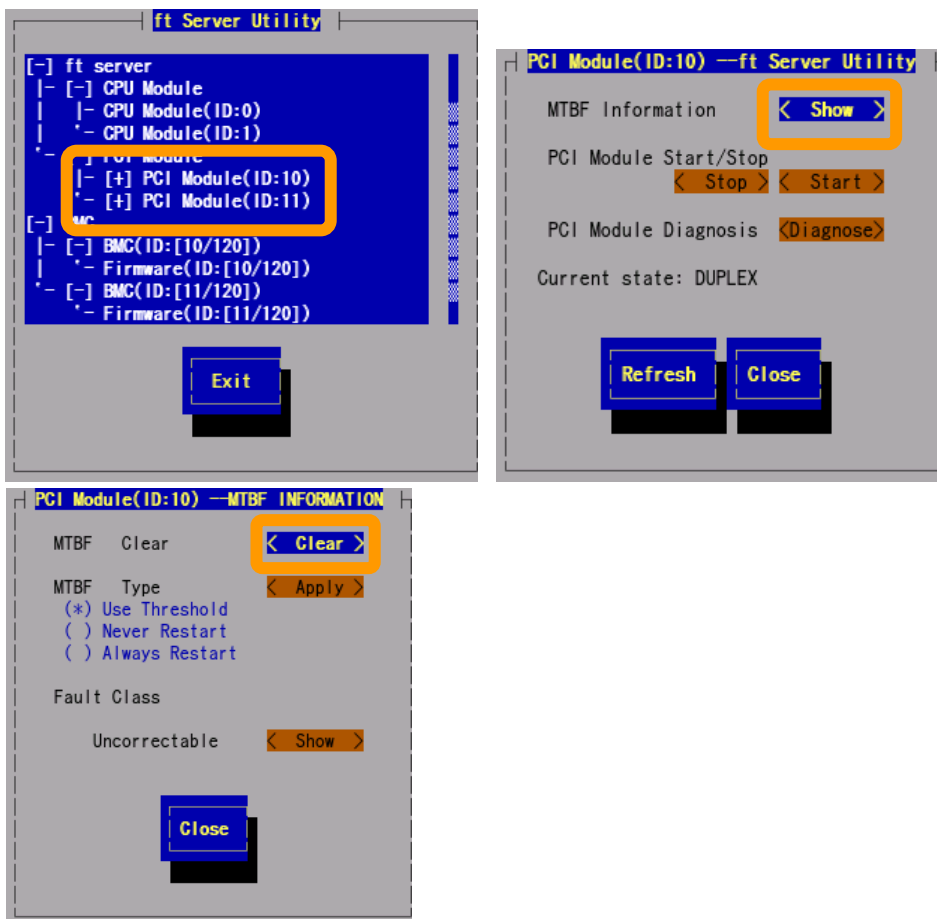 ft Server Utility
[-] ft server
|- [-] CPU Module
| |- CPU Module(ID:0)
| '- CPU Module(ID:1)
'- ] PCI Module
|- [+] PCI Module(ID:10)
'- [+] PCI Module(ID:11)
[-] BMC
|- [-] BMC(ID:[10/120])
| '- Firmware(ID:[10/120])
'- [-] BMC(ID:[11/120])
'- Firmware(ID:[11/120])
Exit
PCI Module(ID:10) --ft Server Utility
MTBF Information < Show >
PCI Module Start/Stop
< Stop > < Start >
PCI Module Diagnosis <Diagnose>
Current state: DUPLEX
Refresh Close
PCI Module(ID:10) --MTBF INFORMATION
MTBF Clear < Clear >
MTBF Type < Apply >
(*) Use Threshold
( ) Never Restart
( ) Always Restart
Fault Class
Uncorrectable < Show >
Close